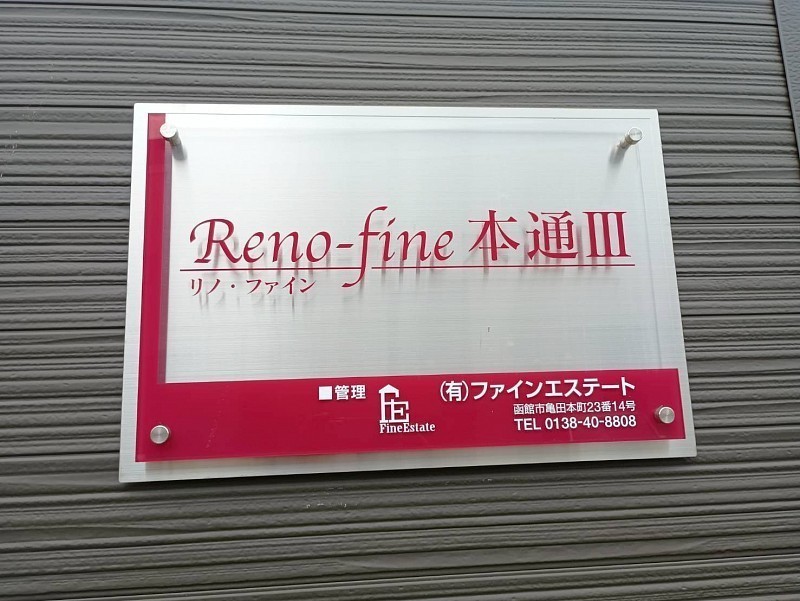 Reno-fine 本通III
リノ・ファイン
■管理
FE
FineEstate
(有)ファインエステート
函館市亀田本町23番14号
TEL 0138-40-8808